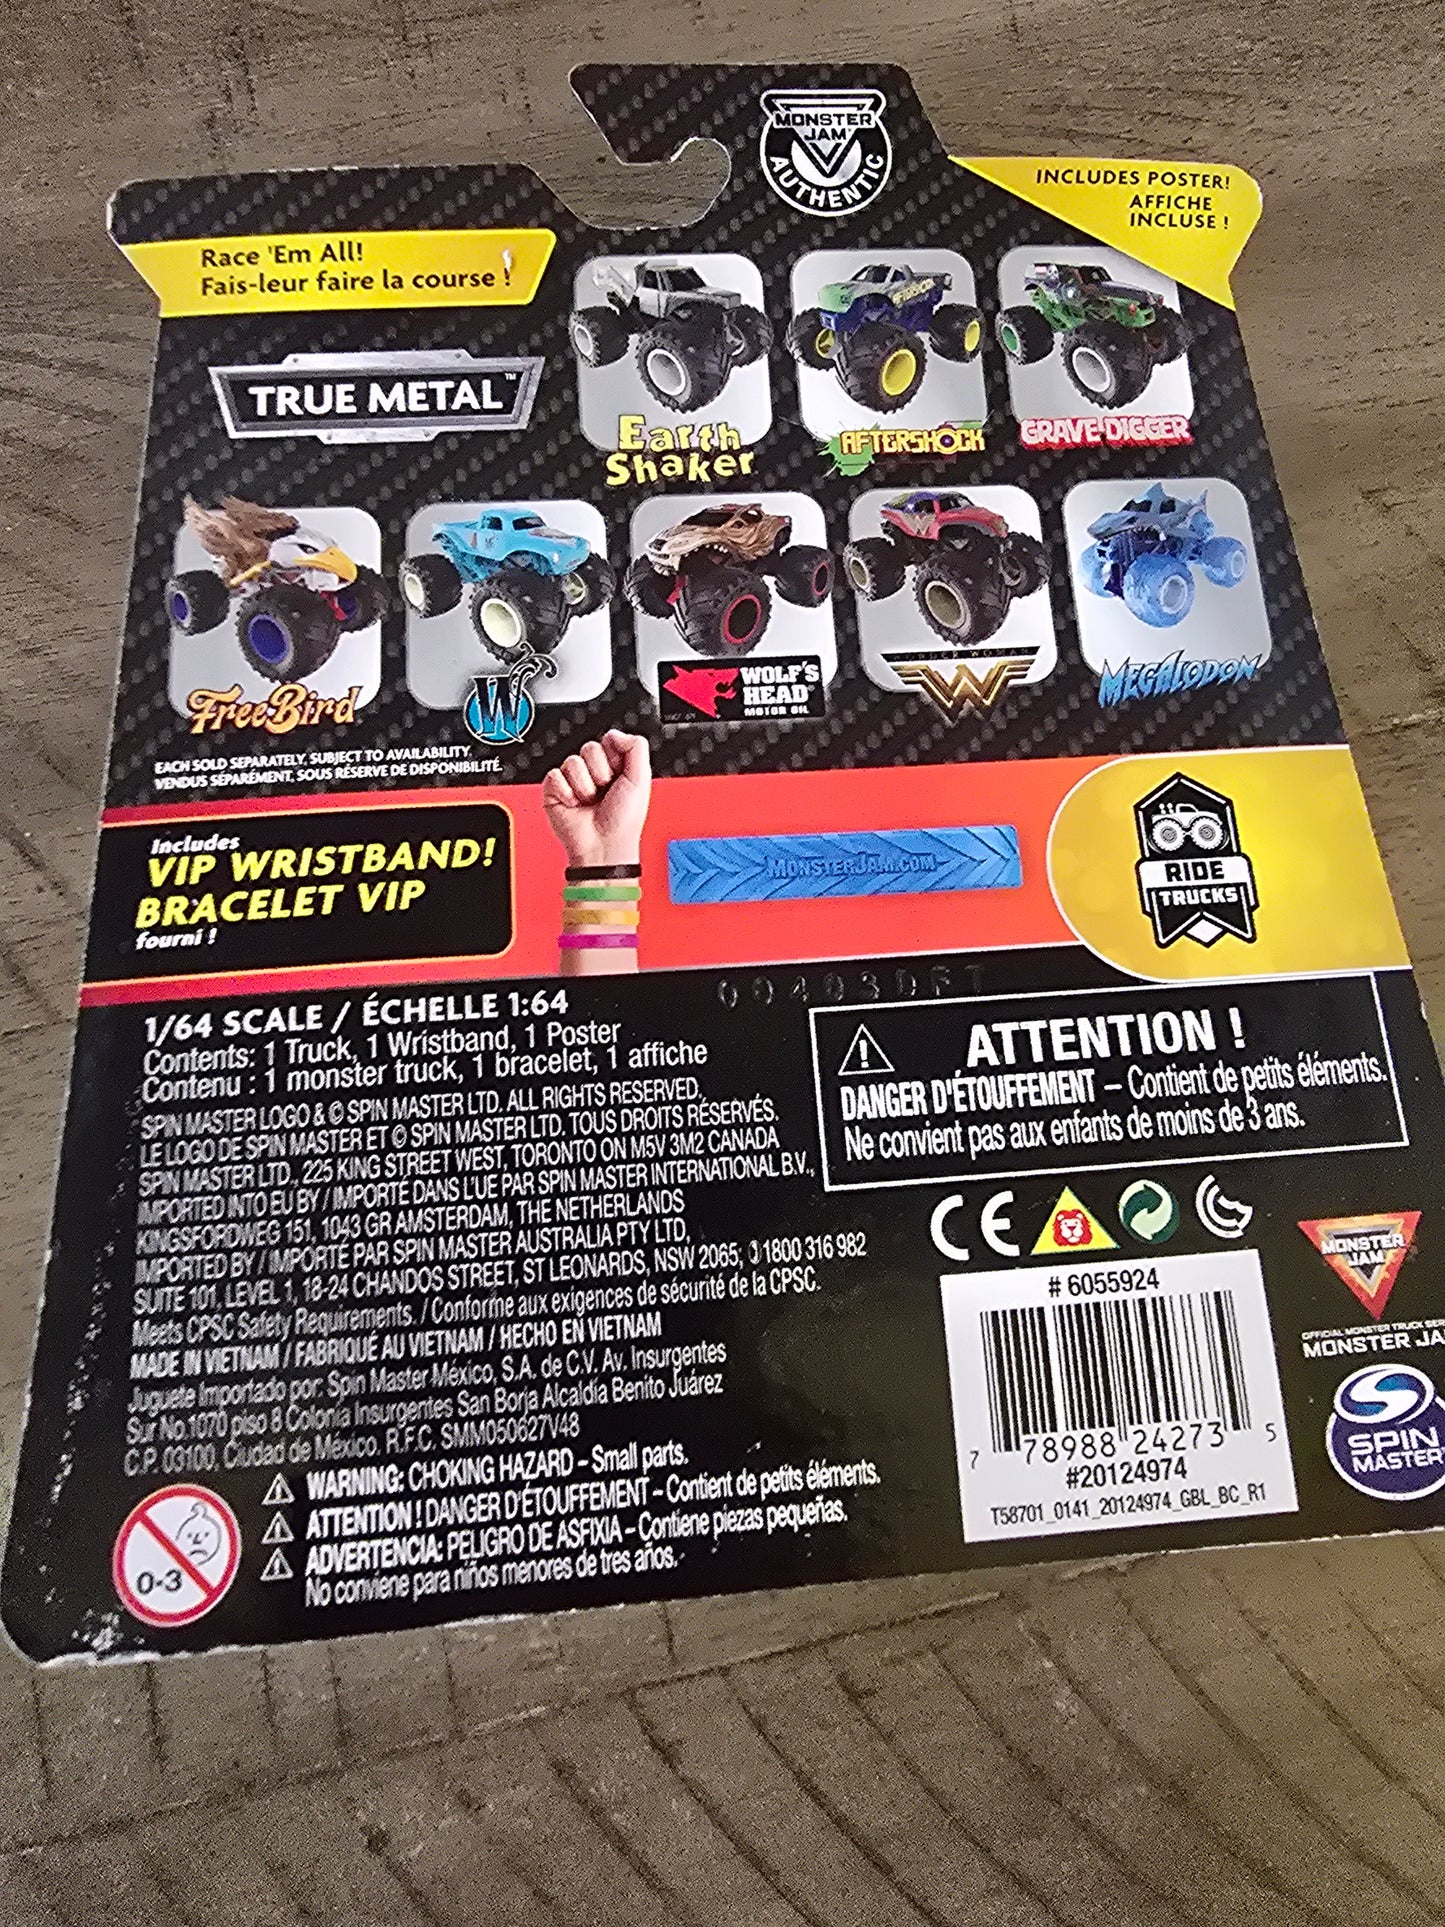 MONSTER
JAM
AUTHENTIC
INCLUDES POSTER!
AFFICHE
INCLUSE !
Race 'Em All!
Fais-leur faire la course !
TRUE METAL™
Earth
Shaker
AFTERSHOCK
GRAVE DIGGER
FreeBird
W
WOLF'S
HEAD®
MOTOR OIL
WONDER WOMAN
W
MEGALODON
EACH SOLD SEPARATELY. SUBJECT TO AVAILABILITY.
VENDUS SÉPARÉMENT, SOUS RÉSERVE DE DISPONIBILITÉ.
Includes
VIP WRISTBAND!
BRACELET VIP
fourni !
MONSTERJAM.COM
RIDE
TRUCKS
1/64 SCALE / ÉCHELLE 1:64
Contents: 1 Truck, 1 Wristband, 1 Poster
Contenu : 1 monster truck, 1 bracelet, 1 affiche
SPIN MASTER LOGO & © SPIN MASTER LTD. ALL RIGHTS RESERVED.
LE LOGO DE SPIN MASTER ET © SPIN MASTER LTD. TOUS DROITS RÉSERVÉS.
SPIN MASTER LTD., 225 KING STREET WEST, TORONTO ON M5V 3M2 CANADA
IMPORTED INTO EU BY / IMPORTÉ DANS L'UE PAR SPIN MASTER INTERNATIONAL B.V.,
KINGSFORDWEG 151, 1043 GR AMSTERDAM, THE NETHERLANDS
IMPORTED BY / IMPORTÉ PAR SPIN MASTER AUSTRALIA PTY LTD,
SUITE 101, LEVEL 1, 18-24 CHANDOS STREET, ST LEONARDS, NSW 2065; 1800 316 982
Meets CPSC Safety Requirements. / Conforme aux exigences de sécurité de la CPSC.
MADE IN VIETNAM / FABRIQUÉ AU VIETNAM / HECHO EN VIETNAM
Juguete Importado por: Spin Master México, S.A. de C.V. Av. Insurgentes
Sur No.1070 piso 8 Colonia Insurgentes San Borja Alcaldía Benito Juárez
C.P. 03100, Ciudad de México. R.F.C. SMM050627V48
WARNING: CHOKING HAZARD – Small parts.
ATTENTION ! DANGER D'ÉTOUFFEMENT – Contient de petits éléments.
ADVERTENCIA: PELIGRO DE ASFIXIA – Contiene piezas pequeñas.
No conviene para niños menores de tres años.
0-3
ATTENTION !
DANGER D'ÉTOUFFEMENT – Contient de petits éléments.
Ne convient pas aux enfants de moins de 3 ans.
CE
# 6055924
7 78988 24273 5
#20124974
T58701_0141_20124974_GBL_BC_R1
MONSTER
JAM
OFFICIAL MONSTER TRUCK
MONSTER JA
SPIN
MASTER